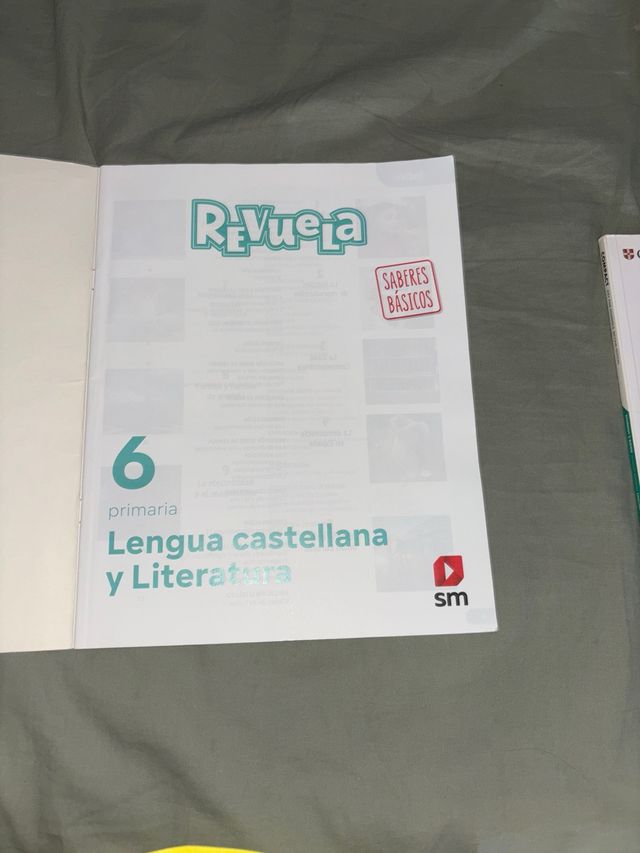 REVueLa
SABERES
BÁSICOS
6
primaria
Lengua castellana
y Literatura
sm